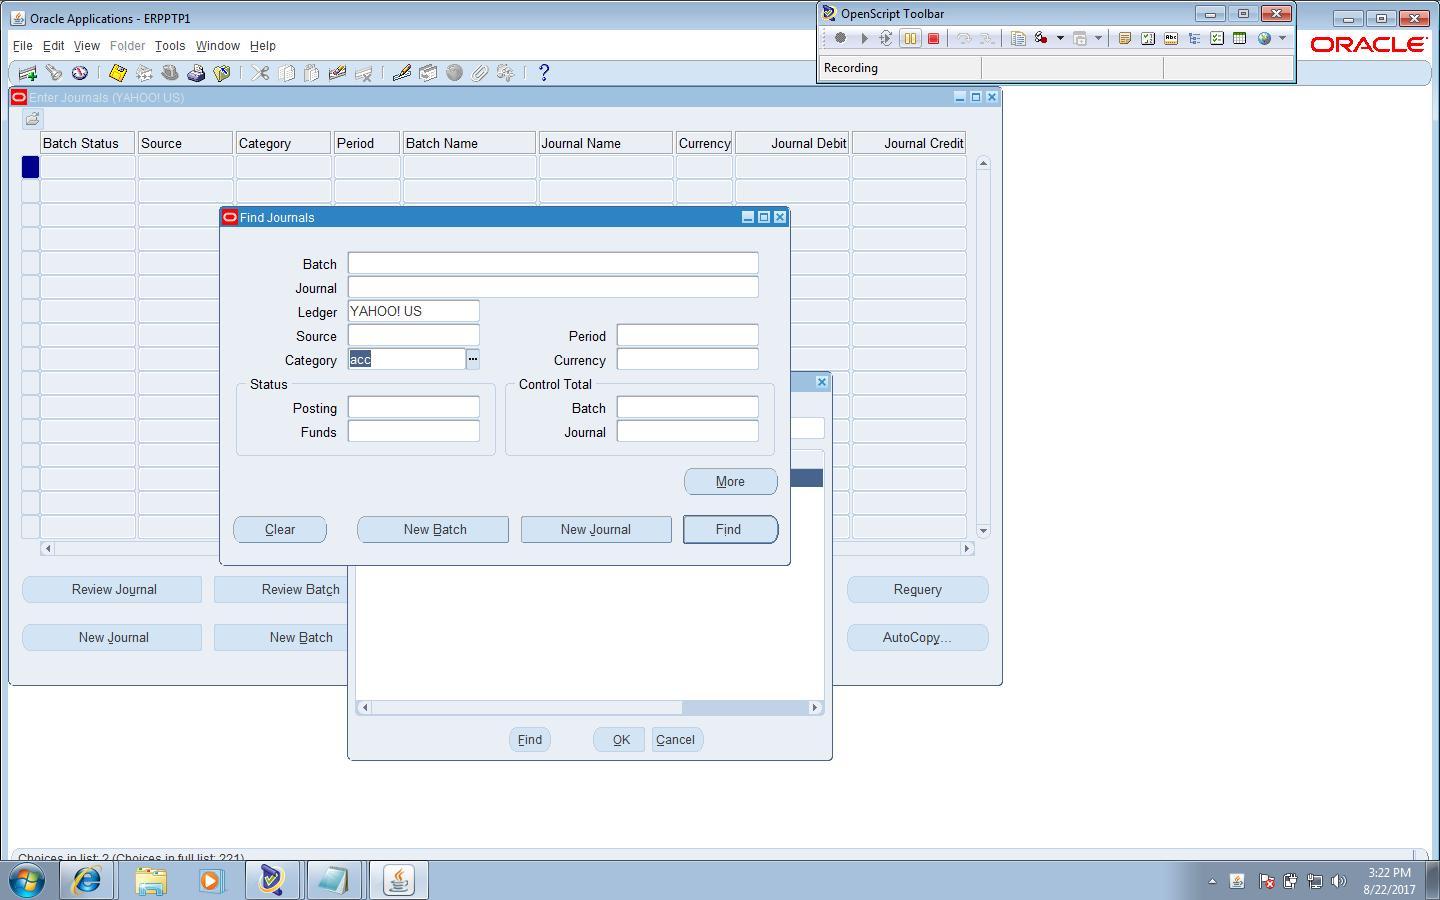 Oracle Applications - ERPPTP1
OpenScript Toolbar
File Edit View Folder Tools Window Help
ORACLE
Recording
Enter Journals (YAHOO! US)
Batch Status Source Category Period Batch Name Journal Name Currency Journal Debit Journal Credit
Find Journals
Batch
Journal
Ledger YAHOO! US
Source Period
Category acc ... Currency
Status Control Total
Posting Batch
Funds Journal
More
Clear New Batch New Journal Find
Review Journal Review Batch Requery
New Journal New Batch AutoCopy...
Find OK Cancel
Choices in list: 2 (Choices in full list: 221)
3:22 PM
8/22/2017